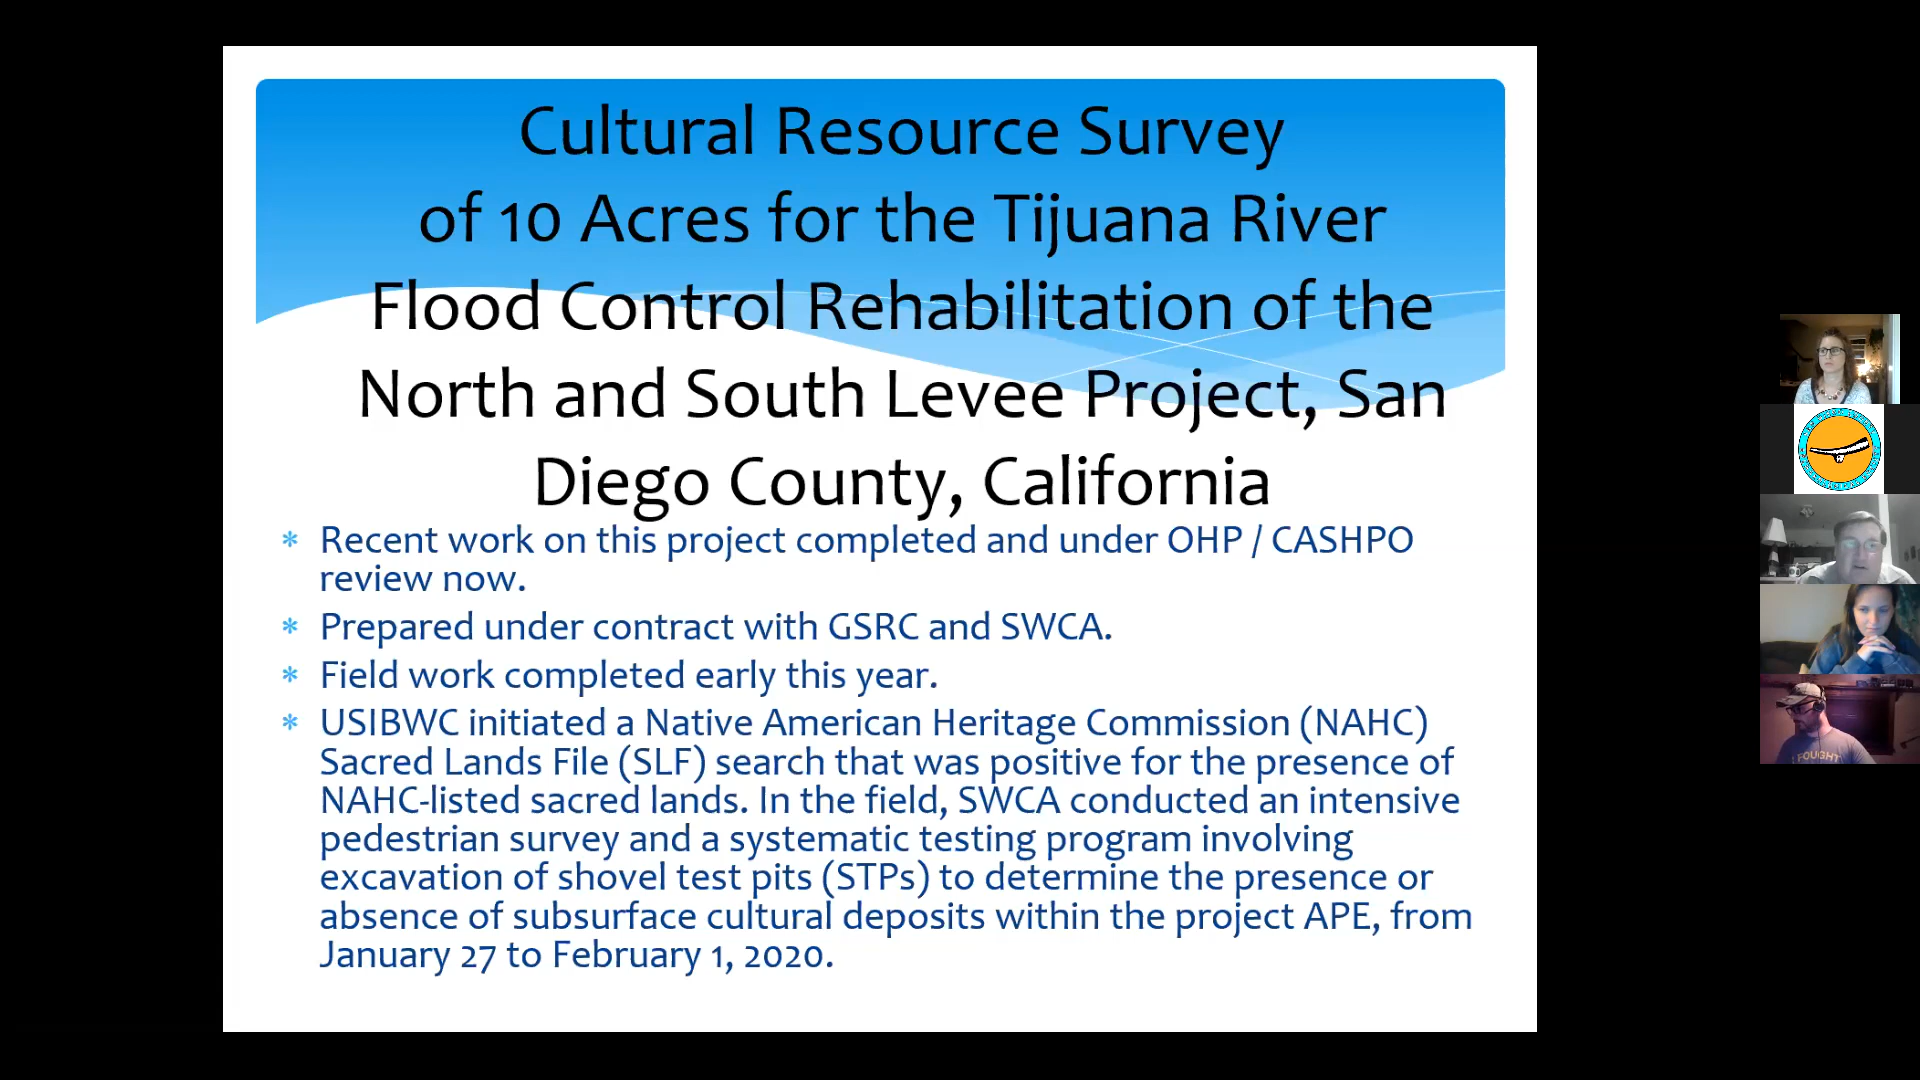 Cultural Resource Survey
of 10 Acres for the Tijuana River
Flood Control Rehabilitation of the
North and South Levee Project, San
Diego County, California
* Recent work on this project completed and under OHP / CASHPO
review now.
* Prepared under contract with GSRC and SWCA.
* Field work completed early this year.
* USIBWC initiated a Native American Heritage Commission (NAHC)
Sacred Lands File (SLF) search that was positive for the presence of
NAHC-listed sacred lands. In the field, SWCA conducted an intensive
pedestrian survey and a systematic testing program involving
excavation of shovel test pits (STPs) to determine the presence or
absence of subsurface cultural deposits within the project APE, from
January 27 to February 1, 2020.
I FOUGHT